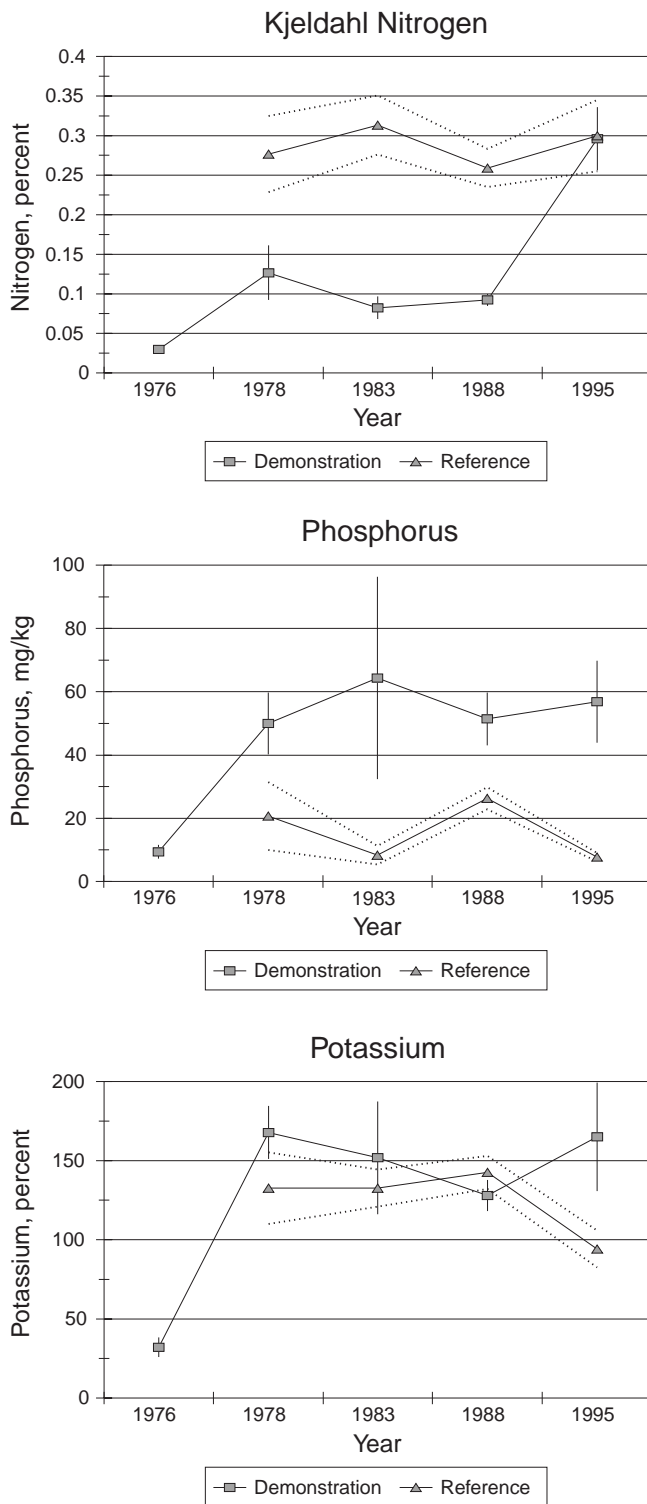 Kjeldahl Nitrogen
0.4
0.35
0.3
0.25
0.2
0.15
0.1
0.05
0
Nitrogen, percent
1976 1978 1983 1988 1995
Year
Demonstration Reference
Phosphorus
100
80
60
40
20
0
Phosphorus, mg/kg
1976 1978 1983 1988 1995
Year
Demonstration Reference
Potassium
200
150
100
50
0
Potassium, percent
1976 1978 1983 1988 1995
Year
Demonstration Reference